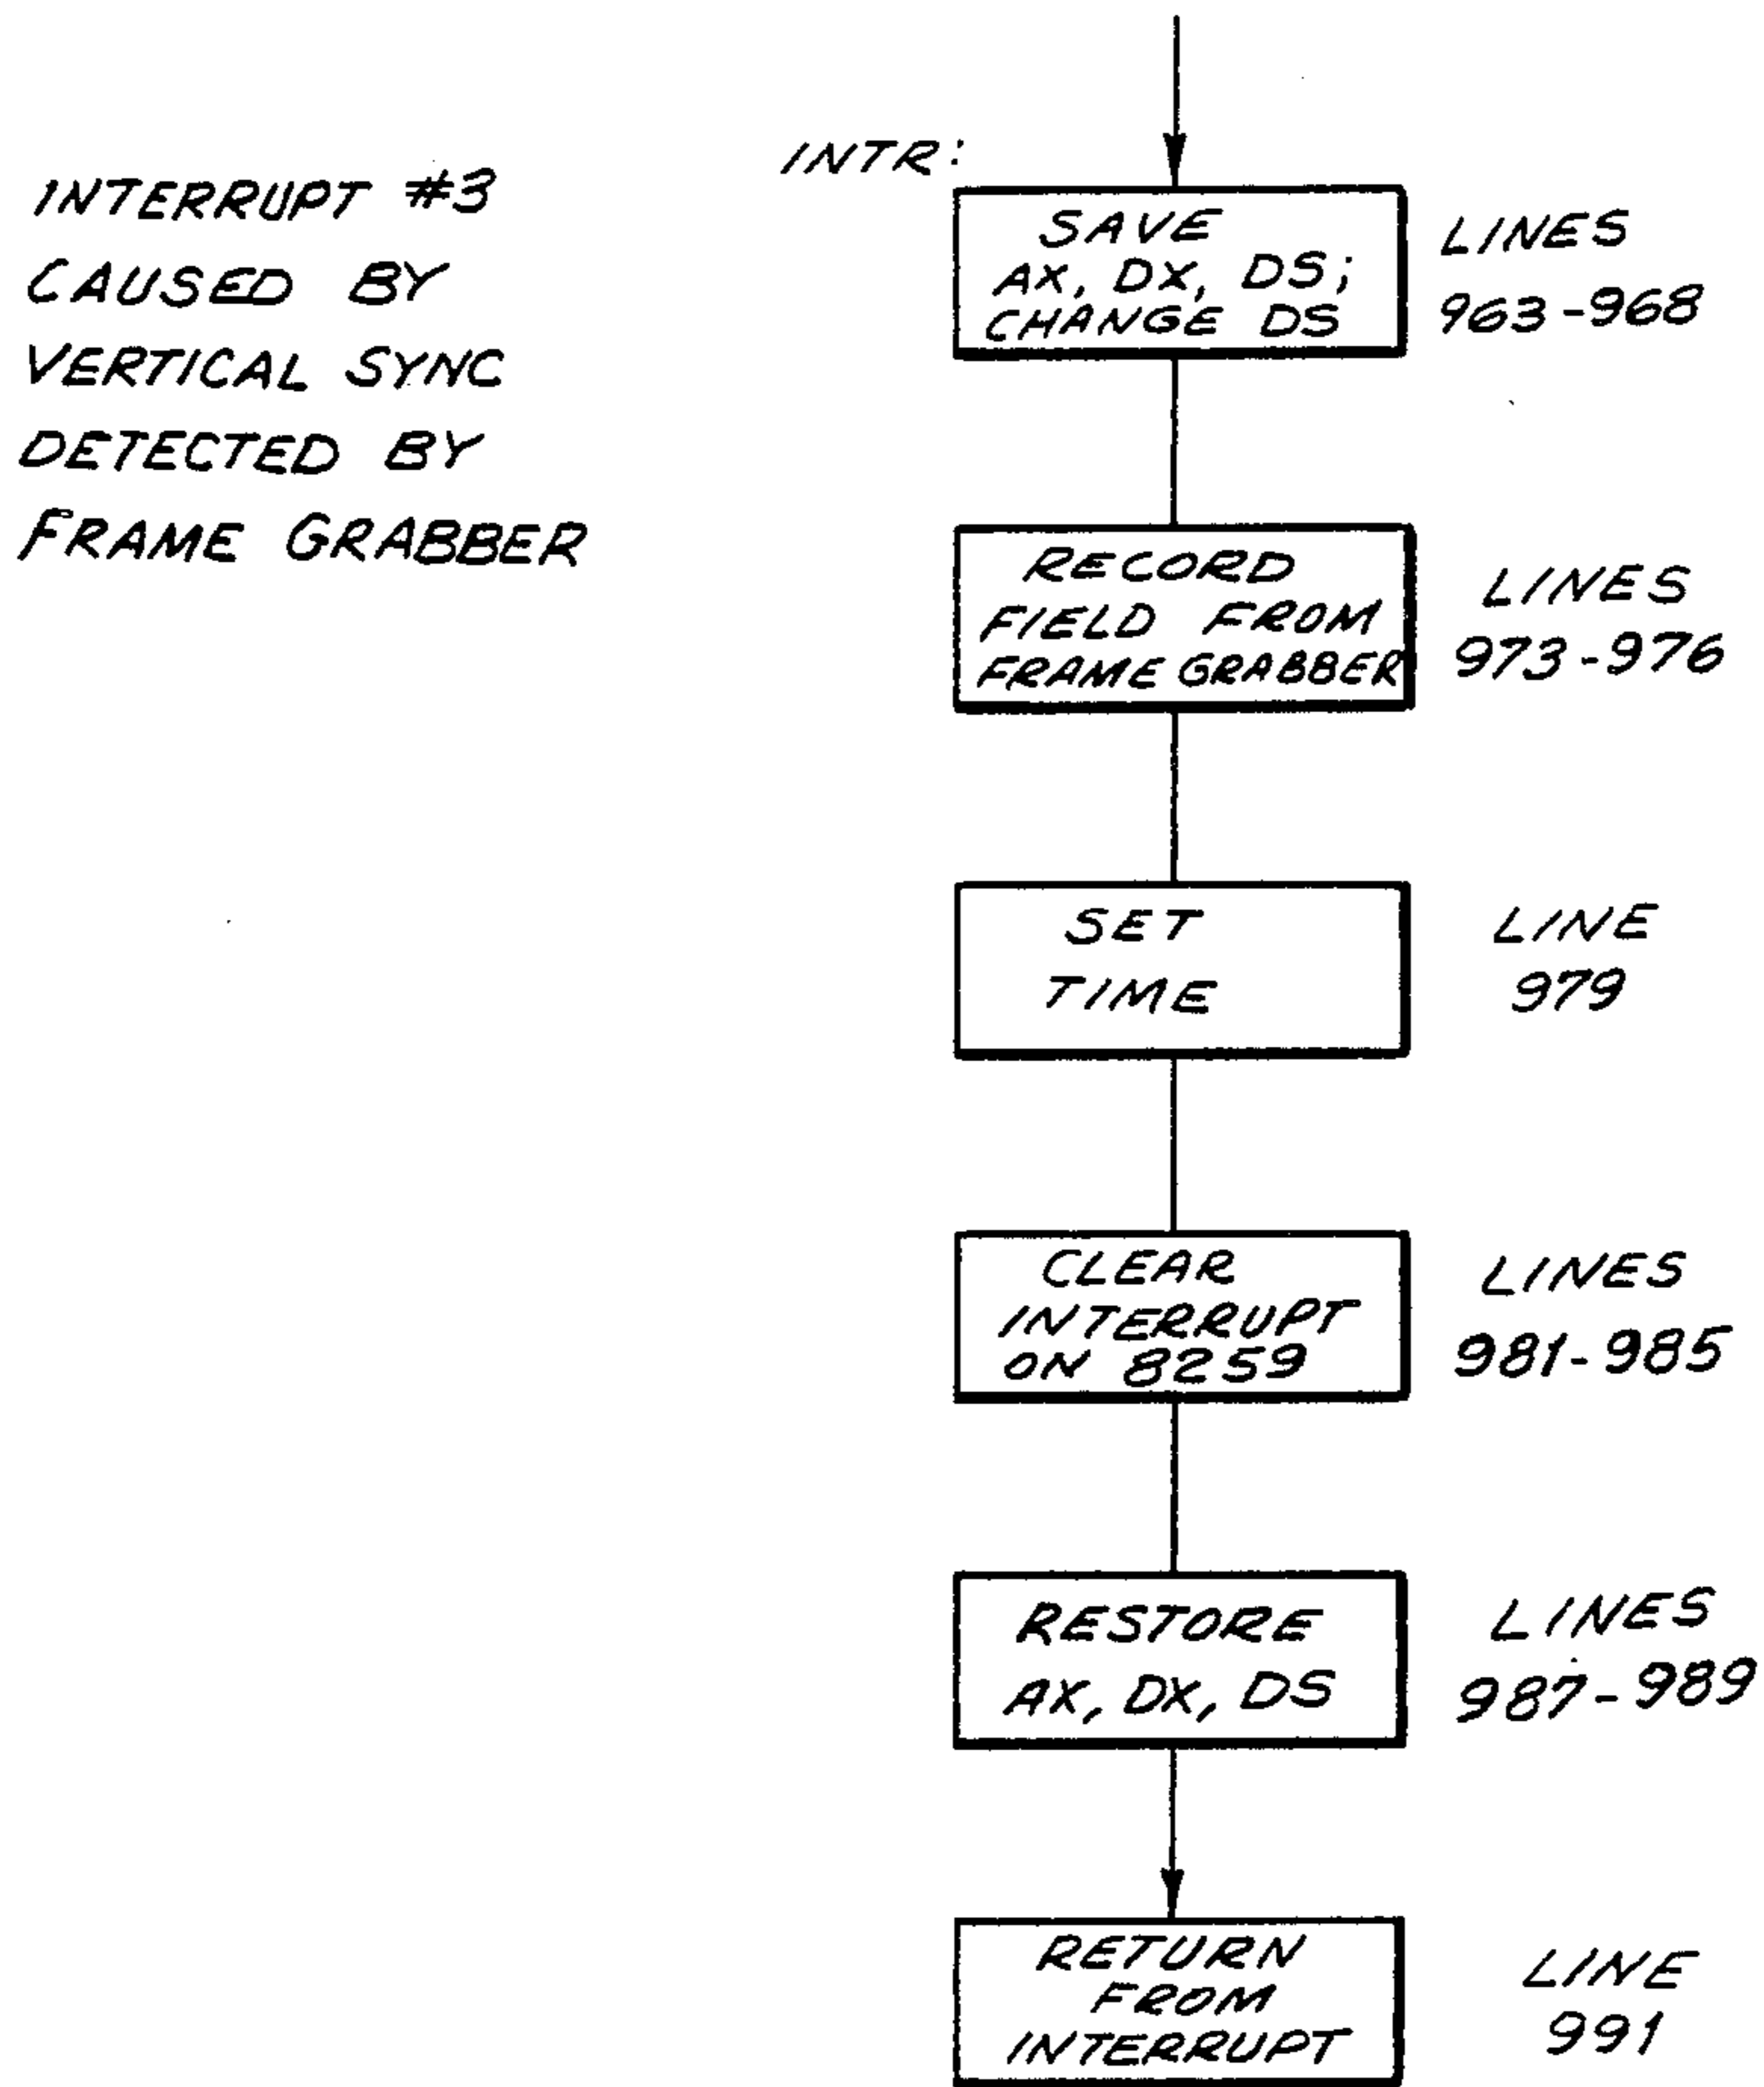 INTERRUPT #3
CAUSED BY
VERTICAL SYNC
DETECTED BY
FRAME GRABBER
INTR:
SAVE
AX, DX, DS;
CHANGE DS
LINES
963-968
RECORD
FIELD FROM
FRAME GRABBER
LINES
973-976
SET
TIME
LINE
979
CLEAR
INTERRUPT
ON 8259
LINES
981-985
RESTORE
AX, DX, DS
LINES
987-989
RETURN
FROM
INTERRUPT
LINE
991